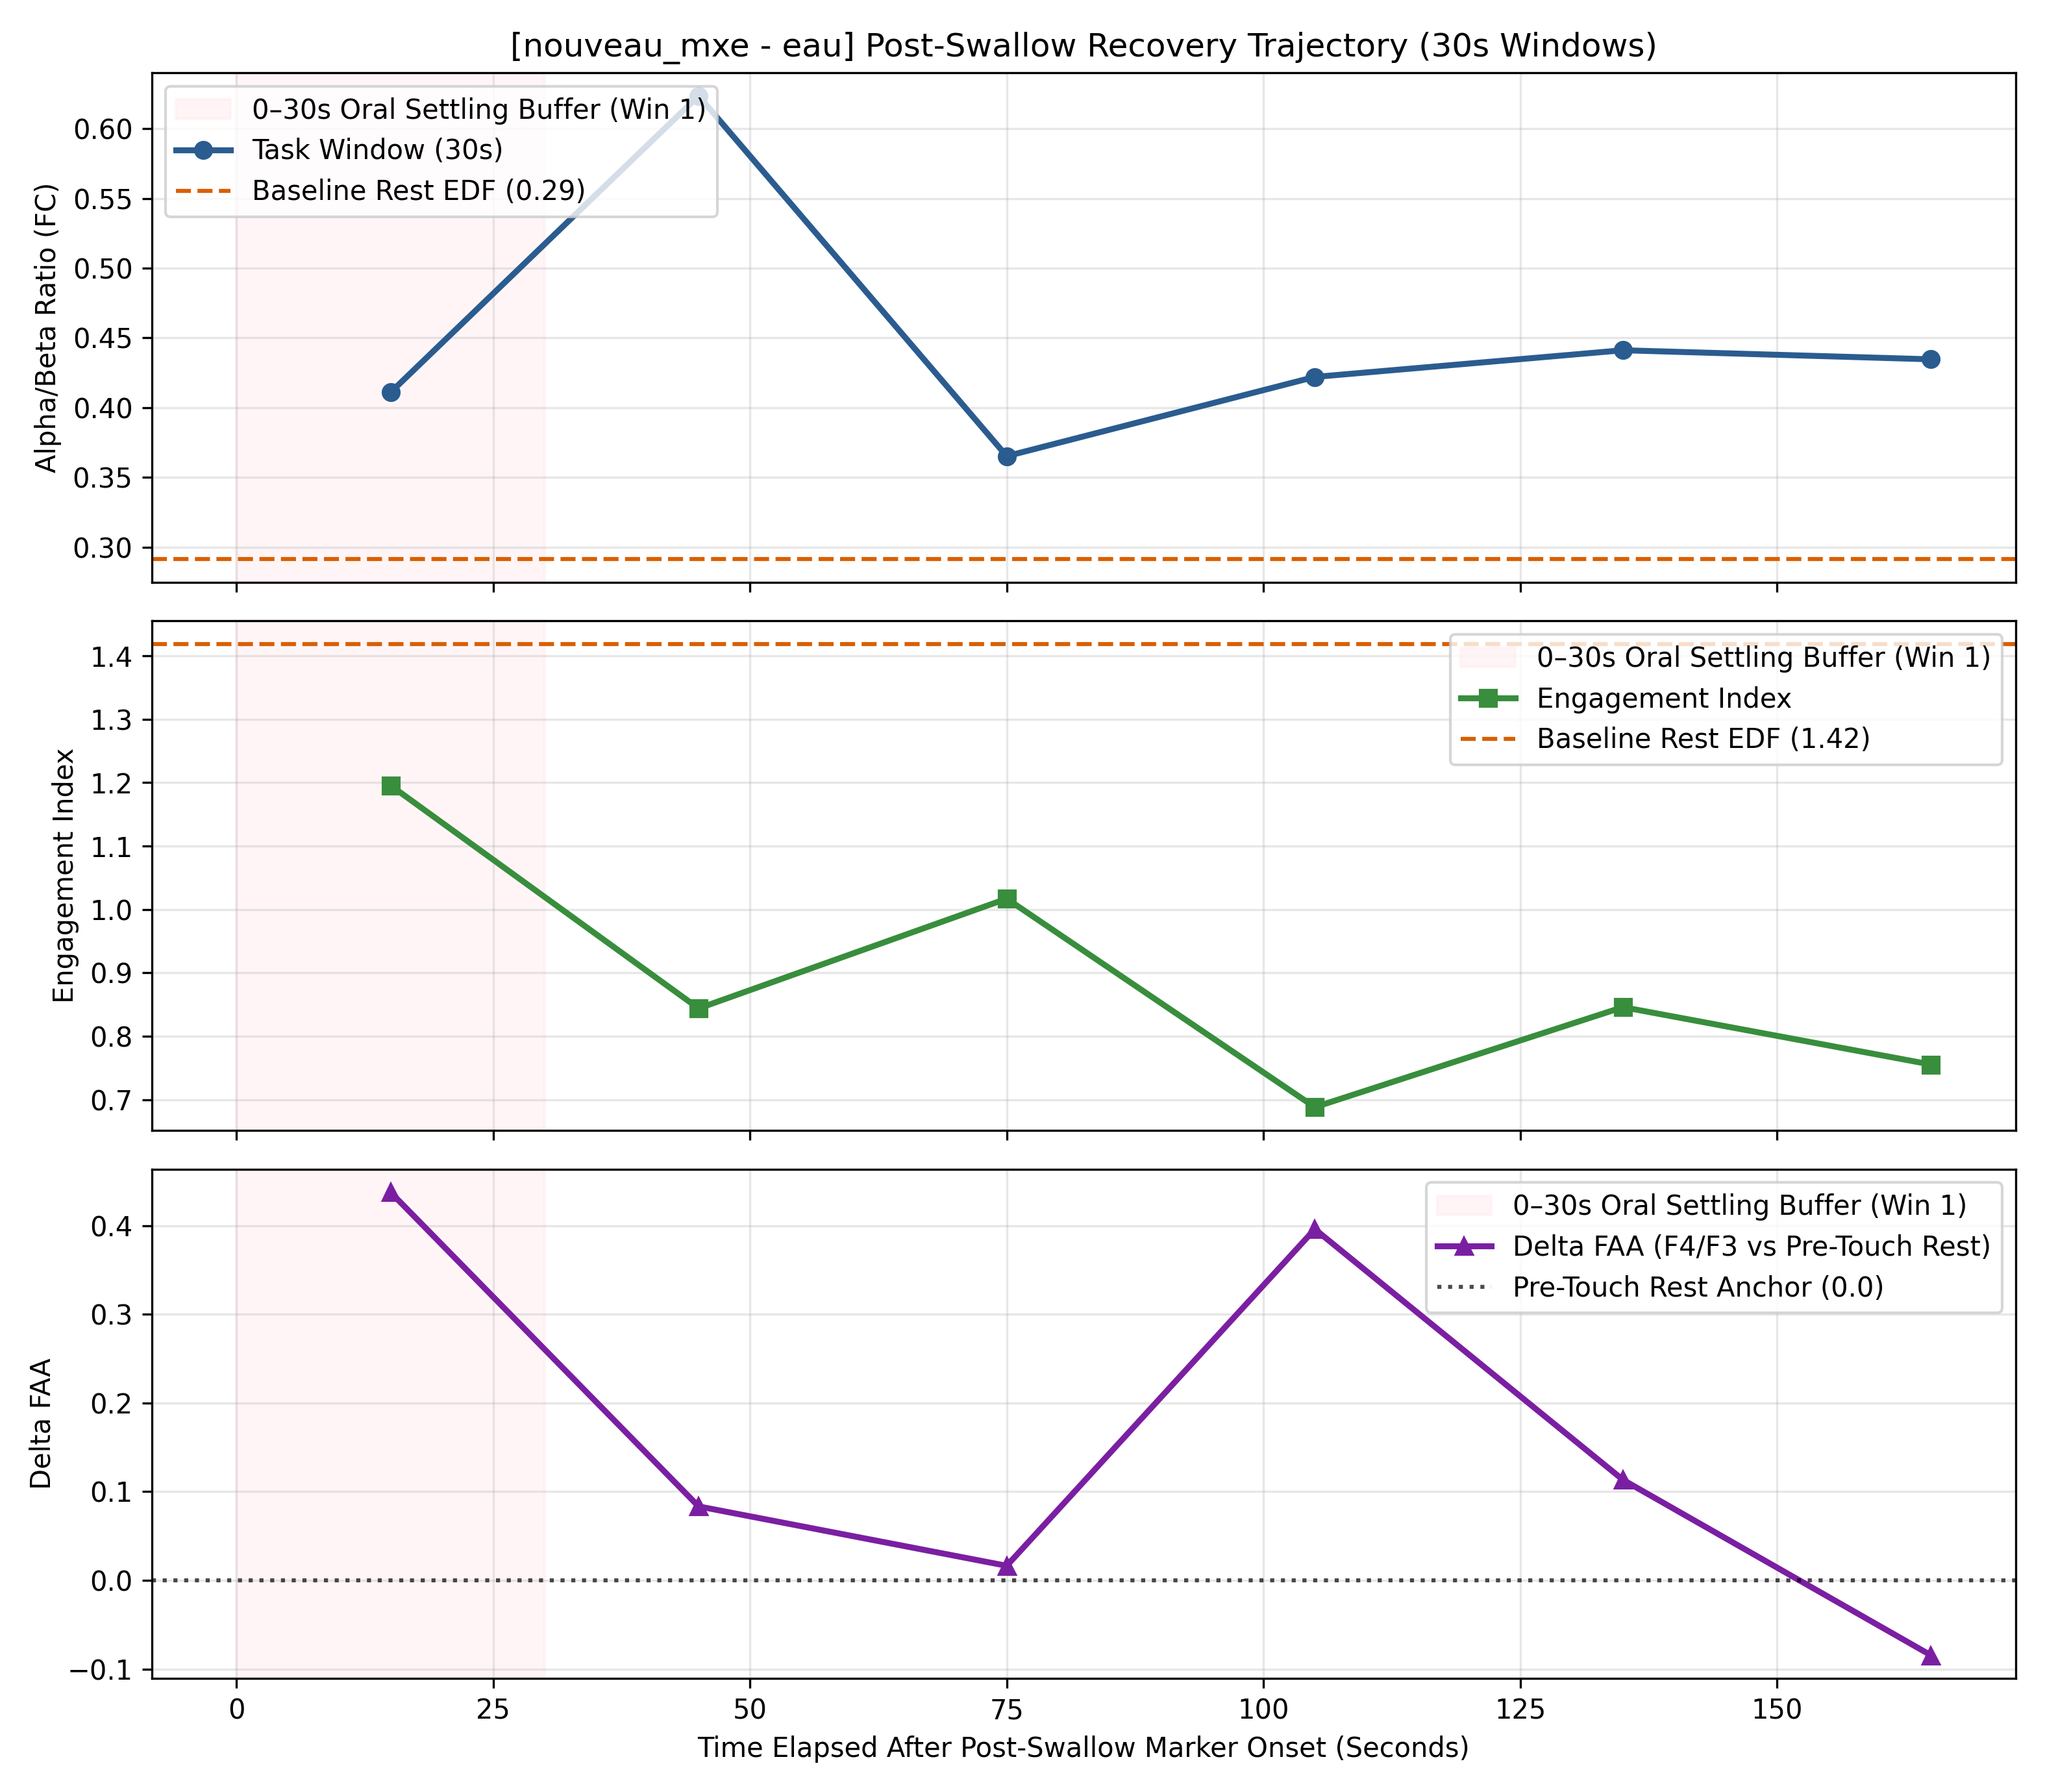 [nouveau_mxe - eau] Post-Swallow Recovery Trajectory (30s Windows)
0–30s Oral Settling Buffer (Win 1)
Task Window (30s)
Baseline Rest EDF (0.29)
Alpha/Beta Ratio (FC)
0.60
0.55
0.50
0.45
0.40
0.35
0.30
0–30s Oral Settling Buffer (Win 1)
Engagement Index
Baseline Rest EDF (1.42)
Engagement Index
1.4
1.3
1.2
1.1
1.0
0.9
0.8
0.7
0–30s Oral Settling Buffer (Win 1)
Delta FAA (F4/F3 vs Pre-Touch Rest)
Pre-Touch Rest Anchor (0.0)
Delta FAA
0.4
0.3
0.2
0.1
0.0
−0.1
0 25 50 75 100 125 150
Time Elapsed After Post-Swallow Marker Onset (Seconds)